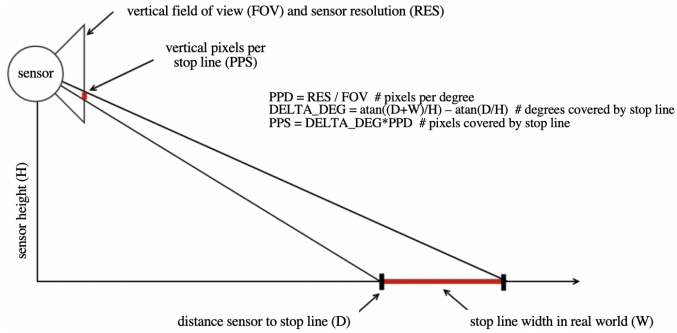 vertical field of view (FOV) and sensor resolution (RES)
vertical pixels per
stop line (PPS)
sensor
PPD = RES / FOV # pixels per degree
DELTA_DEG = atan((D+W)/H) – atan(D/H) # degrees covered by stop line
PPS = DELTA_DEG*PPD # pixels covered by stop line
sensor height (H)
distance sensor to stop line (D)
stop line width in real world (W)